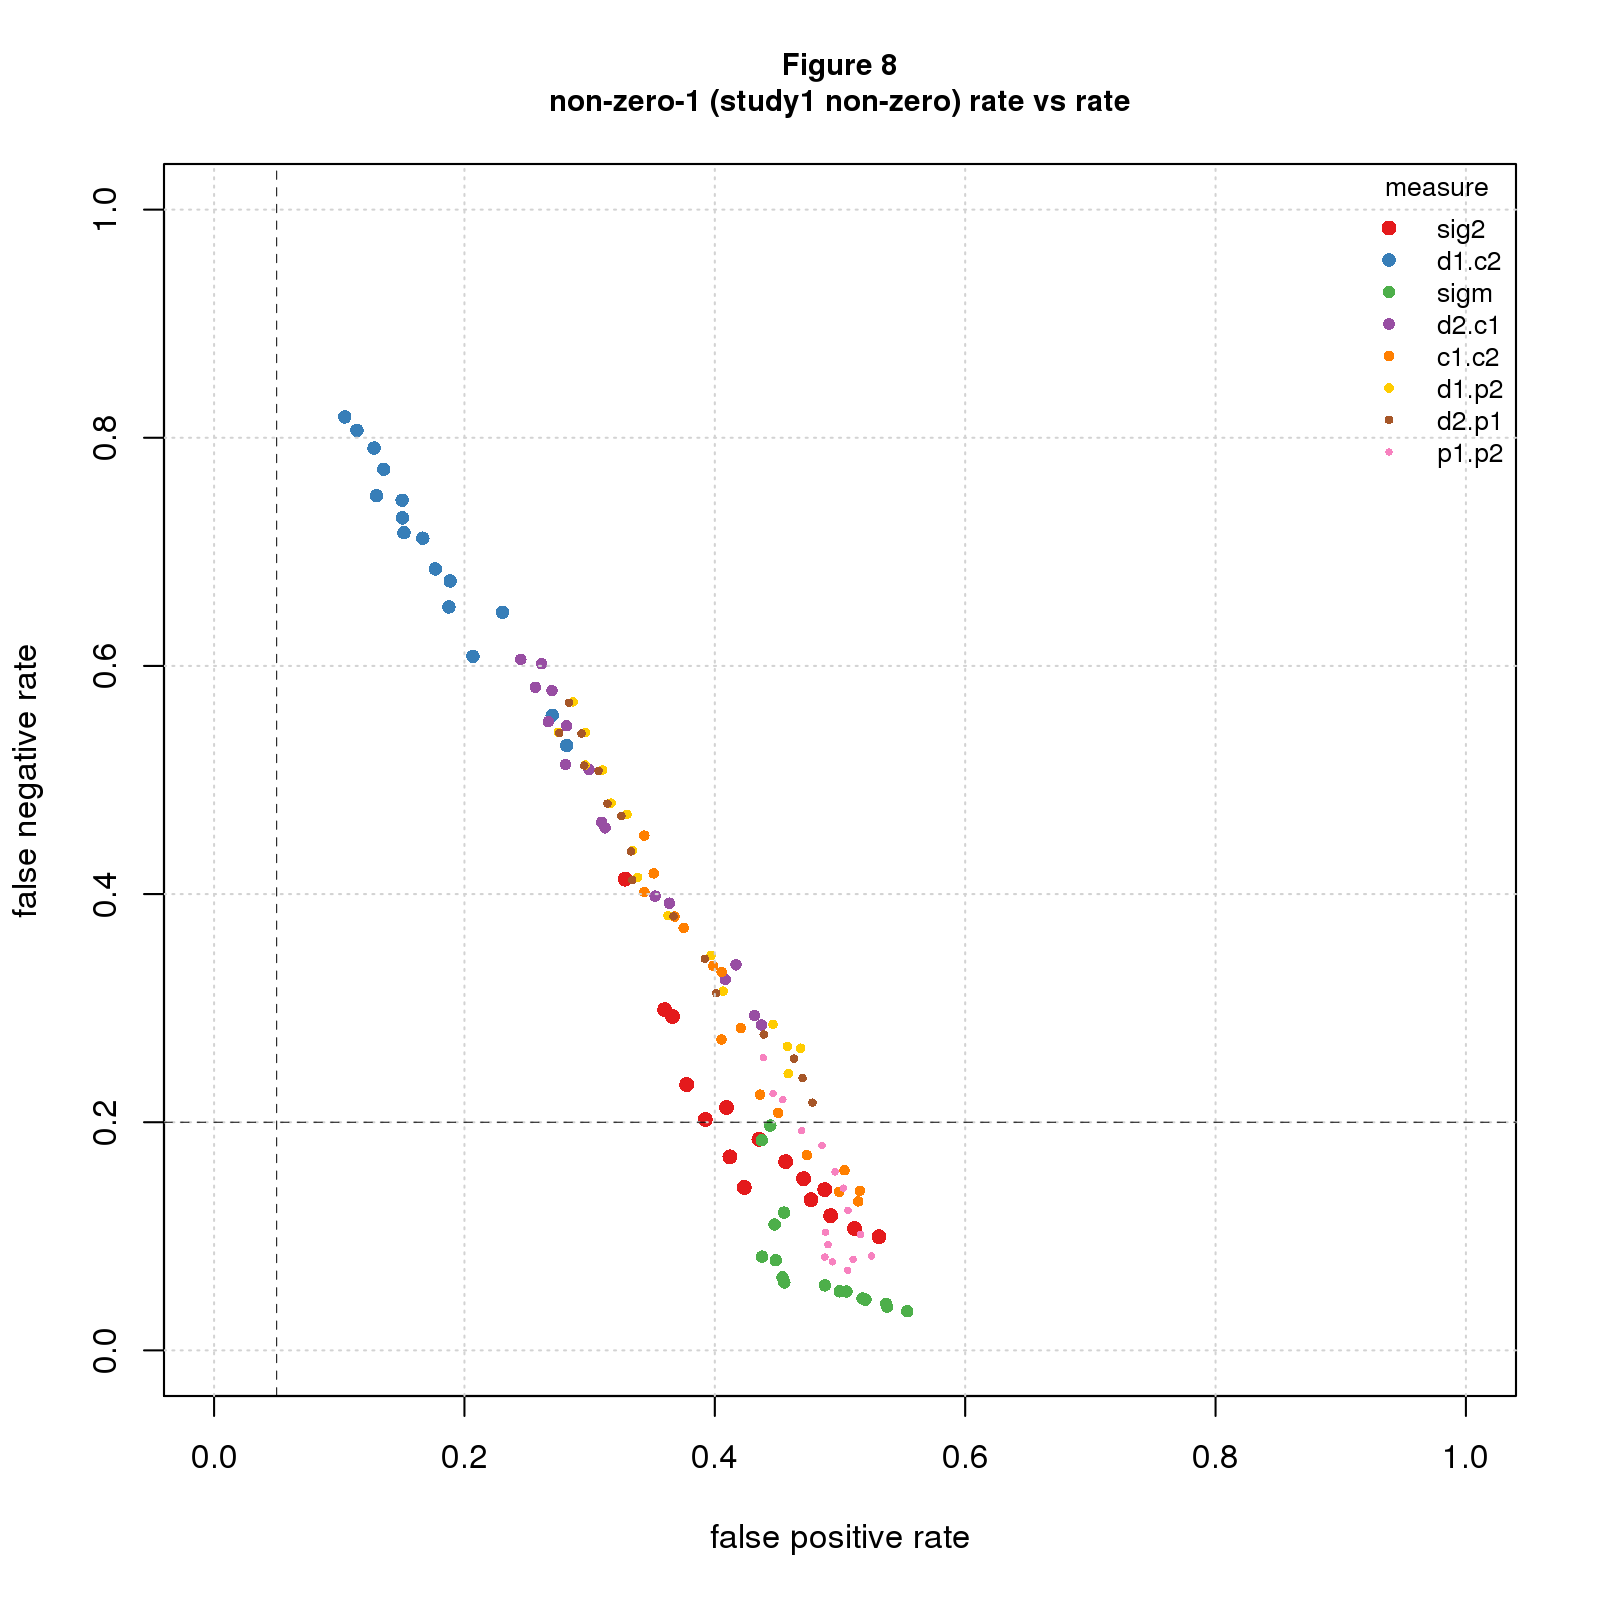 Figure 8
non-zero-1 (study1 non-zero) rate vs rate
measure
sig2
d1.c2
sigm
d2.c1
c1.c2
d1.p2
d2.p1
p1.p2
false negative rate
1.0
0.8
0.6
0.4
0.2
0.0
0.0 0.2 0.4 0.6 0.8 1.0
false positive rate